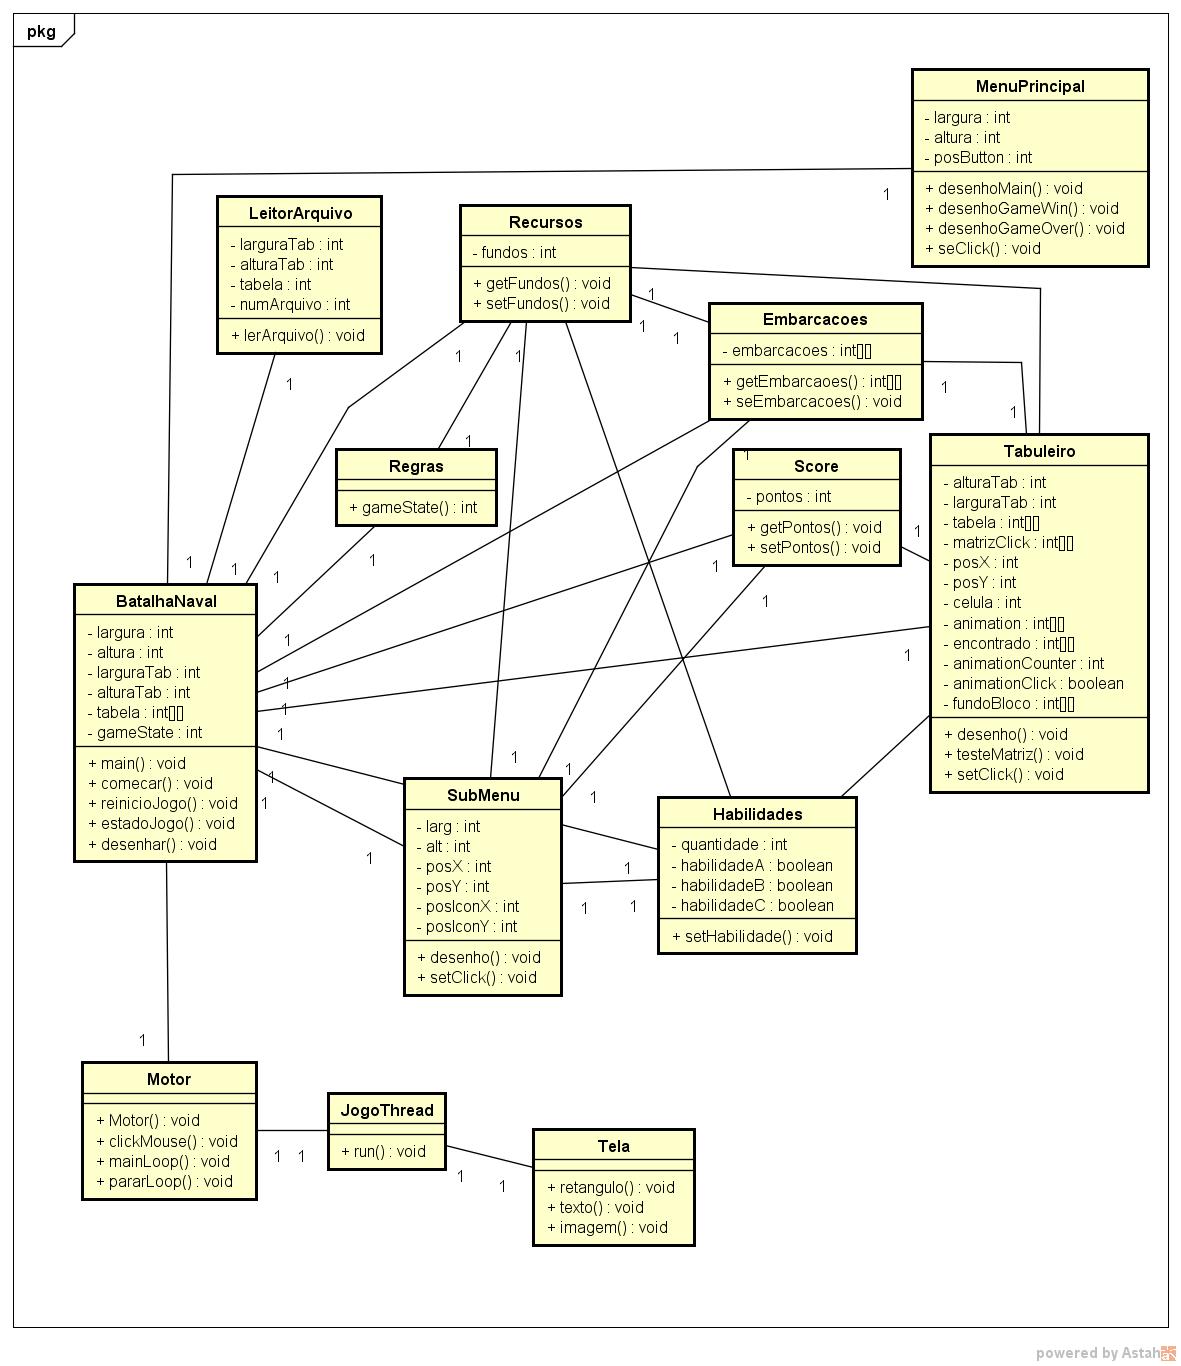 pkg
MenuPrincipal
- largura : int
- altura : int
- posButton : int
+ desenhoMain() : void
+ desenhoGameWin() : void
+ desenhoGameOver() : void
+ seClick() : void
1
LeitorArquivo
- larguraTab : int
- alturaTab : int
- tabela : int
- numArquivo : int
+ lerArquivo() : void
1
Recursos
- fundos : int
+ getFundos() : void
+ setFundos() : void
1
1
1
1
1
Embarcacoes
- embarcacoes : int[][]
+ getEmbarcaoes() : int[][]
+ seEmbarcacoes() : void
1
1
1
Regras
+ gameState() : int
1
1
Score
- pontos : int
+ getPontos() : void
+ setPontos() : void
1
1
1
1
Tabuleiro
- alturaTab : int
- larguraTab : int
- tabela : int[][]
- matrizClick : int[][]
- posX : int
- posY : int
- celula : int
- animation : int[][]
- encontrado : int[][]
- animationCounter : int
- animationClick : boolean
- fundoBloco : int[][]
+ desenho() : void
+ testeMatriz() : void
+ setClick() : void
1
1
1
1
BatalhaNaval
- largura : int
- altura : int
- larguraTab : int
- alturaTab : int
- tabela : int[][]
- gameState : int
+ main() : void
+ comecar() : void
+ reinicioJogo() : void
+ estadoJogo() : void
+ desenhar() : void
1
1
1
1
1
1
1
1
1
1
SubMenu
- larg : int
- alt : int
- posX : int
- posY : int
- posIconX : int
- posIconY : int
+ desenho() : void
+ setClick() : void
1
1
1
1
Habilidades
- quantidade : int
- habilidadeA : boolean
- habilidadeB : boolean
- habilidadeC : boolean
+ setHabilidade() : void
1
Motor
+ Motor() : void
+ clickMouse() : void
+ mainLoop() : void
+ pararLoop() : void
1
1
JogoThread
+ run() : void
1
1
Tela
+ retangulo() : void
+ texto() : void
+ imagem() : void
powered by Astah